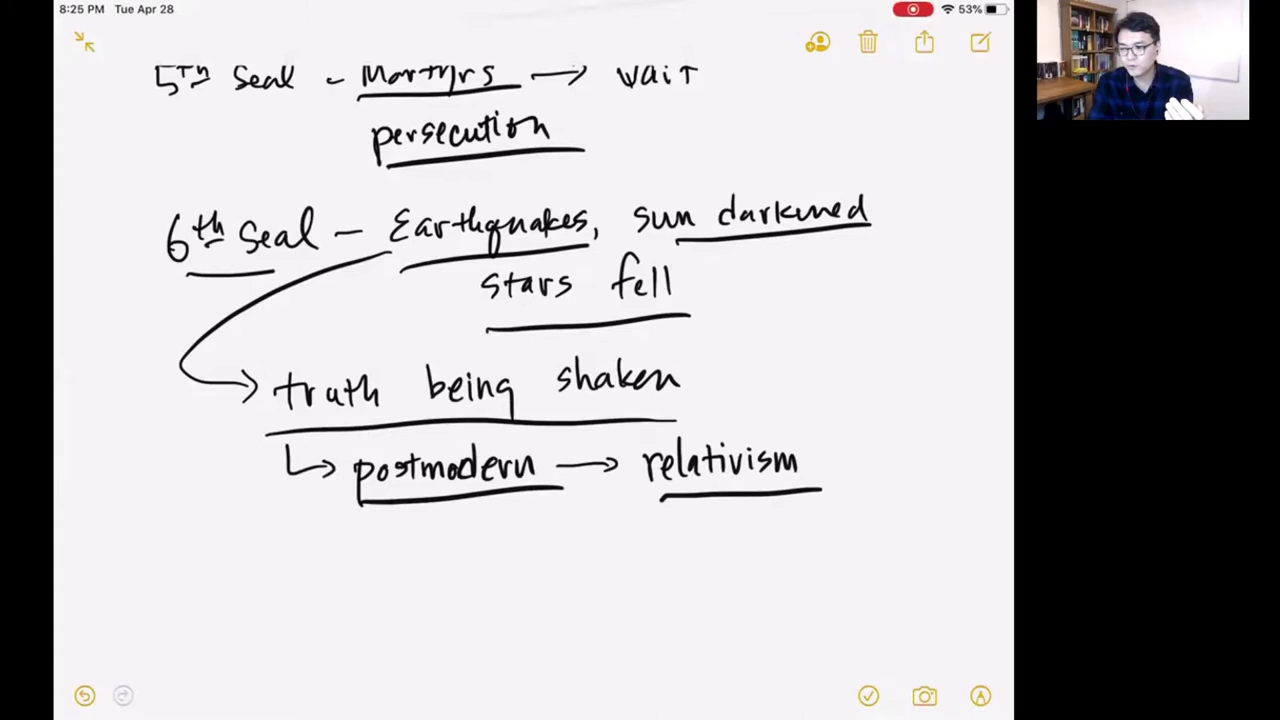 8:25 PM Tue Apr 28
53%
5TH Seal - Martyrs → wait
persecution
6th Seal - Earthquakes, sun darkened
stars fell
truth being shaken
postmodern → relativism